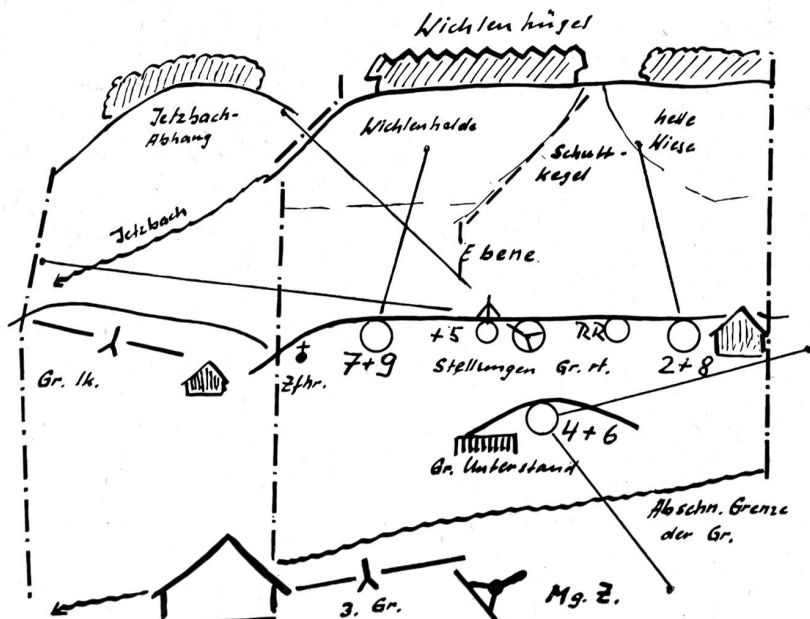 Wichlenhügel
Jetzbach-
Abhang
Wichlenhalde
helle
Wiese
Schutt-
kegel
Jetzbach
Ebene
Gr. lk.
Zfhr.
7+9
+5
RR
2+8
Stellungen Gr. rt.
4+6
Gr. Unterstand
Abschn. Grenze
der Gr.
3. Gr.
Mg. Z.